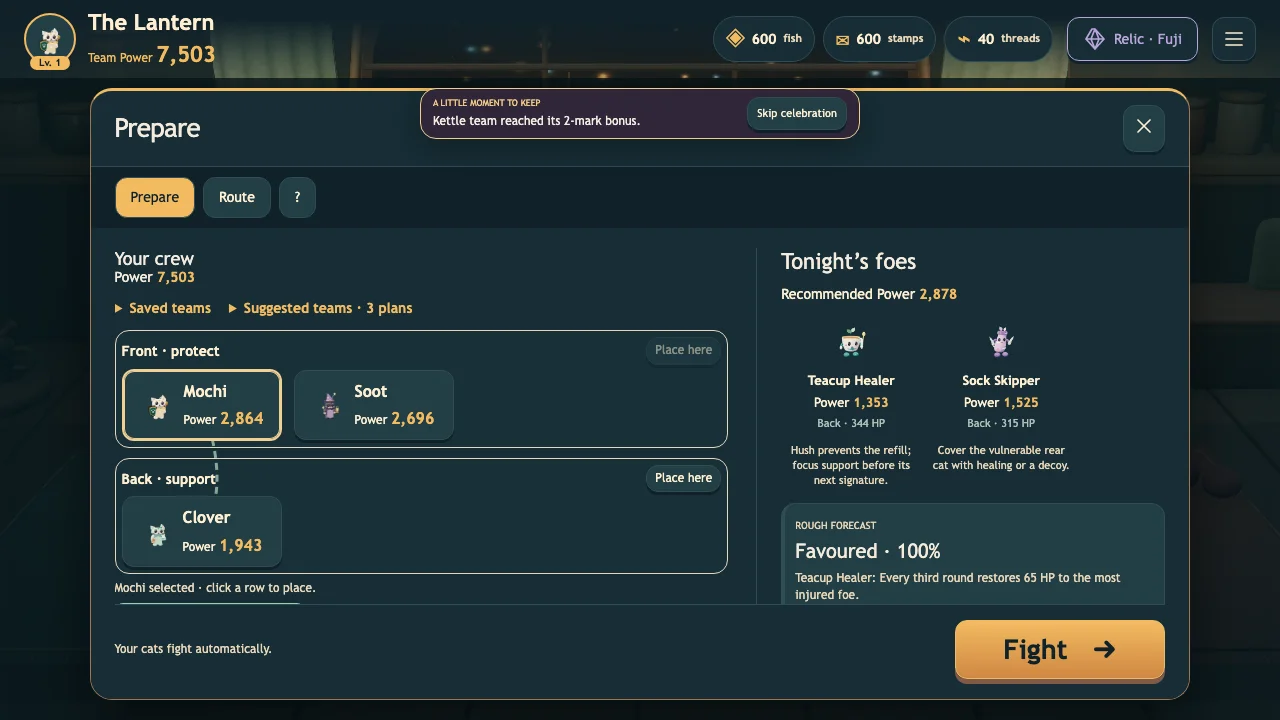 The Lantern
Team Power 7,503
Lv. 1
600 fish
600 stamps
40 threads
Relic · Fuji
A LITTLE MOMENT TO KEEP
Kettle team reached its 2-mark bonus.
Skip celebration
Prepare
Prepare
Route
?
Your crew
Power 7,503
Saved teams
Suggested teams · 3 plans
Front · protect
Place here
Mochi
Power 2,864
Soot
Power 2,696
Back · support
Place here
Clover
Power 1,943
Mochi selected · click a row to place.
Tonight’s foes
Recommended Power 2,878
Teacup Healer
Power 1,353
Back · 344 HP
Hush prevents the refill;
focus support before its
next signature.
Sock Skipper
Power 1,525
Back · 315 HP
Cover the vulnerable rear
cat with healing or a decoy.
ROUGH FORECAST
Favoured · 100%
Teacup Healer: Every third round restores 65 HP to the most
injured foe.
Your cats fight automatically.
Fight